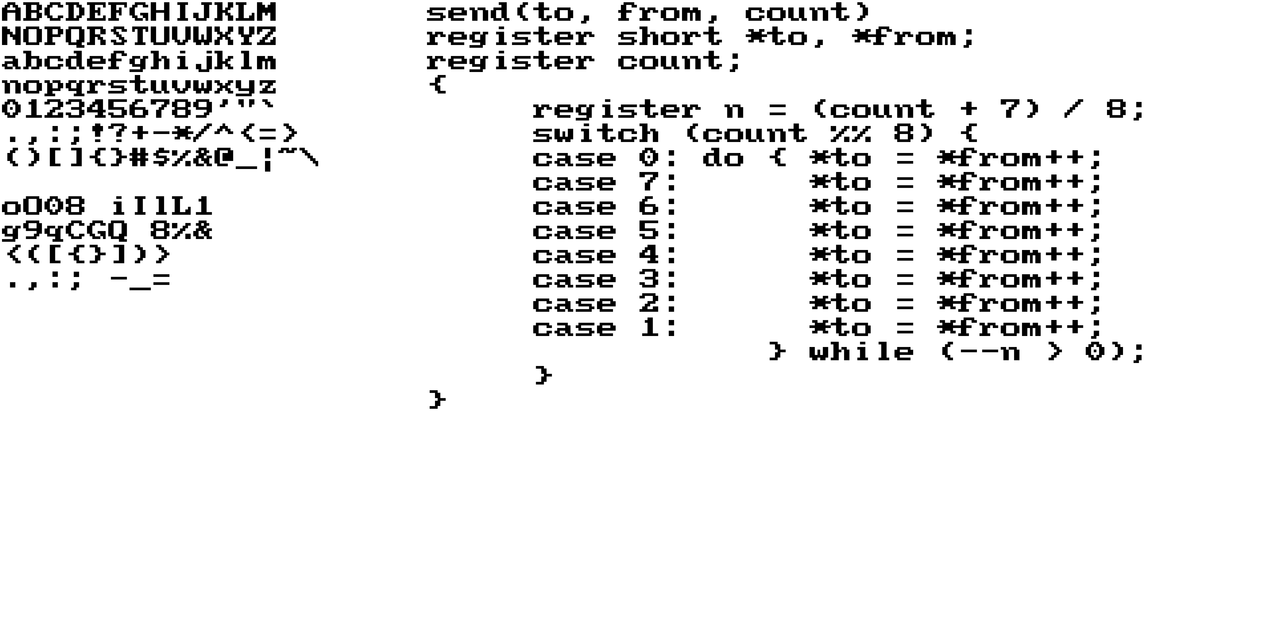 ABCDEFGHIJKLM
NOPQRSTUVWXYZ
abcdefghijklm
nopqrstuvwxyz
0123456789'"`
.,:;!?+-*/^<=>
()[]{}#$%&@_¦~\
oO08 iIlL1
g9qCGQ 8%&
<([{}])>
.,:; -_=
send(to, from, count)
register short *to, *from;
register count;
{
     register n = (count + 7) / 8;
     switch (count %% 8) {
     case 0: do { *to = *from++;
     case 7:      *to = *from++;
     case 6:      *to = *from++;
     case 5:      *to = *from++;
     case 4:      *to = *from++;
     case 3:      *to = *from++;
     case 2:      *to = *from++;
     case 1:      *to = *from++;
                } while (--n > 0);
     }
}